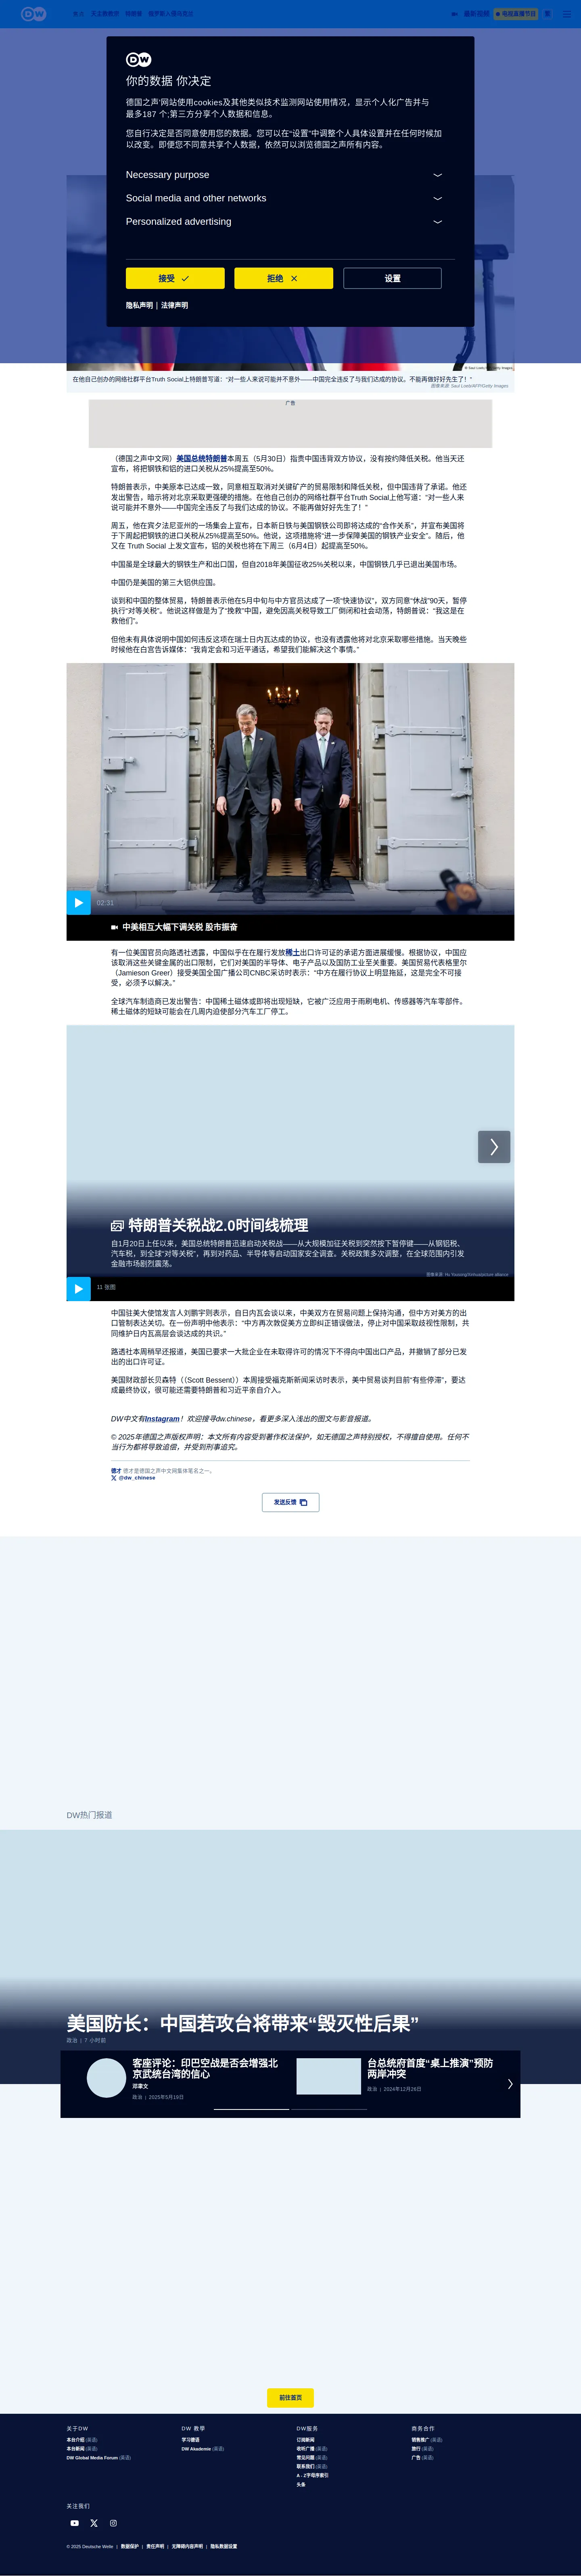 DW
最新视频
电视直播节目
DW
你的数据 你决定
德国之声'网站使用cookies及其他类似技术监测网站使用情况，显示个人化广告并与
最多187 个;第三方分享个人数据和信息。
您自行决定是否同意使用您的数据。您可以在“设置”中调整个人具体设置并在任何时候加
以改变。即便您不同意共享个人数据，依然可以浏览德国之声所有内容。
Necessary purpose
Social media and other networks
Personalized advertising
接受
拒绝
设置
隐私声明 | 法律声明
在他自己创办的网络社群平台Truth Social上特朗普写道：“对一些人来说可能并不意外——中国完全违反了与我们达成的协议。不能再做好好先生了！”
图像来源: Saul Loeb/AFP/Getty Images
广告
（德国之声中文网）美国总统特朗普本周五（5月30日）指责中国违背双方协议，没有按约降低关税。他当天还
宣布，将把钢铁和铝的进口关税从25%提高至50%。
特朗普表示，中美原本已达成一致，同意相互取消对关键矿产的贸易限制和降低关税，但中国违背了承诺。他还
发出警告，暗示将对北京采取更强硬的措施。在他自己创办的网络社群平台Truth Social上他写道：“对一些人来
说可能并不意外——中国完全违反了与我们达成的协议。不能再做好好先生了！”
周五，他在宾夕法尼亚州的一场集会上宣布，日本新日铁与美国钢铁公司即将达成的“合作关系”，并宣布美国将
于下周起把钢铁的进口关税从25%提高至50%。他说，这项措施将“进一步保障美国的钢铁产业安全”。随后，他
又在 Truth Social 上发文宣布，铝的关税也将在下周三（6月4日）起提高至50%。
中国虽是全球最大的钢铁生产和出口国，但自2018年美国征收25%关税以来，中国钢铁几乎已退出美国市场。
中国仍是美国的第三大铝供应国。
谈到和中国的整体贸易，特朗普表示他在5月中旬与中方官员达成了一项“快速协议”，双方同意“休战”90天，暂停
执行“对等关税”。他说这样做是为了“挽救”中国，避免因高关税导致工厂倒闭和社会动荡，特朗普说：“我这是在
救他们”。
但他未有具体说明中国如何违反这项在瑞士日内瓦达成的协议，也没有透露他将对北京采取哪些措施。当天晚些
时候他在白宫告诉媒体：“我肯定会和习近平通话，希望我们能解决这个事情。”
02:31
中美相互大幅下调关税 股市振奋
有一位美国官员向路透社透露，中国似乎在在履行发放稀土出口许可证的承诺方面进展缓慢。根据协议，中国应
该取消这些关键金属的出口限制，它们对美国的半导体、电子产品以及国防工业至关重要。美国贸易代表格里尔
（Jamieson Greer）接受美国全国广播公司CNBC采访时表示：“中方在履行协议上明显拖延，这是完全不可接
受，必须予以解决。”
全球汽车制造商已发出警告：中国稀土磁体或即将出现短缺，它被广泛应用于雨刷电机、传感器等汽车零部件。
稀土磁体的短缺可能会在几周内迫使部分汽车工厂停工。
特朗普关税战2.0时间线梳理
自1月20日上任以来，美国总统特朗普迅速启动关税战——从大规模加征关税到突然按下暂停键——从钢铝税、
汽车税，到全球“对等关税”，再到对药品、半导体等启动国家安全调查。关税政策多次调整，在全球范围内引发
金融市场剧烈震荡。
图像来源: Hu Yousong/Xinhua/picture alliance
11 张图
中国驻美大使馆发言人刘鹏宇则表示，自日内瓦会谈以来，中美双方在贸易问题上保持沟通，但中方对美方的出
口管制表达关切。在一份声明中他表示：“中方再次敦促美方立即纠正错误做法，停止对中国采取歧视性限制，共
同维护日内瓦高层会谈达成的共识。”
路透社本周稍早还报道，美国已要求一大批企业在未取得许可的情况下不得向中国出口产品，并撤销了部分已发
出的出口许可证。
美国财政部长贝森特（（Scott Bessent））本周接受福克斯新闻采访时表示，美中贸易谈判目前“有些停滞”，要达
成最终协议，很可能还需要特朗普和习近平亲自介入。
DW中文有Instagram！欢迎搜寻dw.chinese，看更多深入浅出的图文与影音报道。
© 2025年德国之声版权声明：本文所有内容受到著作权法保护，如无德国之声特别授权，不得擅自使用。任何不
当行为都将导致追偿，并受到刑事追究。
德才 德才是德国之声中文网集体笔名之一。
@dw_chinese
发送反馈
DW热门报道
美国防长：中国若攻台将带来“毁灭性后果”
政治 | 7 小时前
客座评论：印巴空战是否会增强北
京武统台湾的信心
邓聿文
政治 | 2025年5月19日
台总统府首度“桌上推演”预防
两岸冲突
政治 | 2024年12月26日
前往首页
关于DW
本台介绍 (英语)
本台新闻 (英语)
DW Global Media Forum (英语)
DW 教學
学习德语
DW Akademie (英语)
DW服务
订阅新闻
收听广播 (英语)
常见问题 (英语)
联系我们 (英语)
A - Z字母序索引
头条
商务合作
销售推广 (英语)
旅行 (英语)
广告 (英语)
关注我们
© 2025 Deutsche Welle | 数据保护 | 责任声明 | 无障碍内容声明 | 隐私数据设置